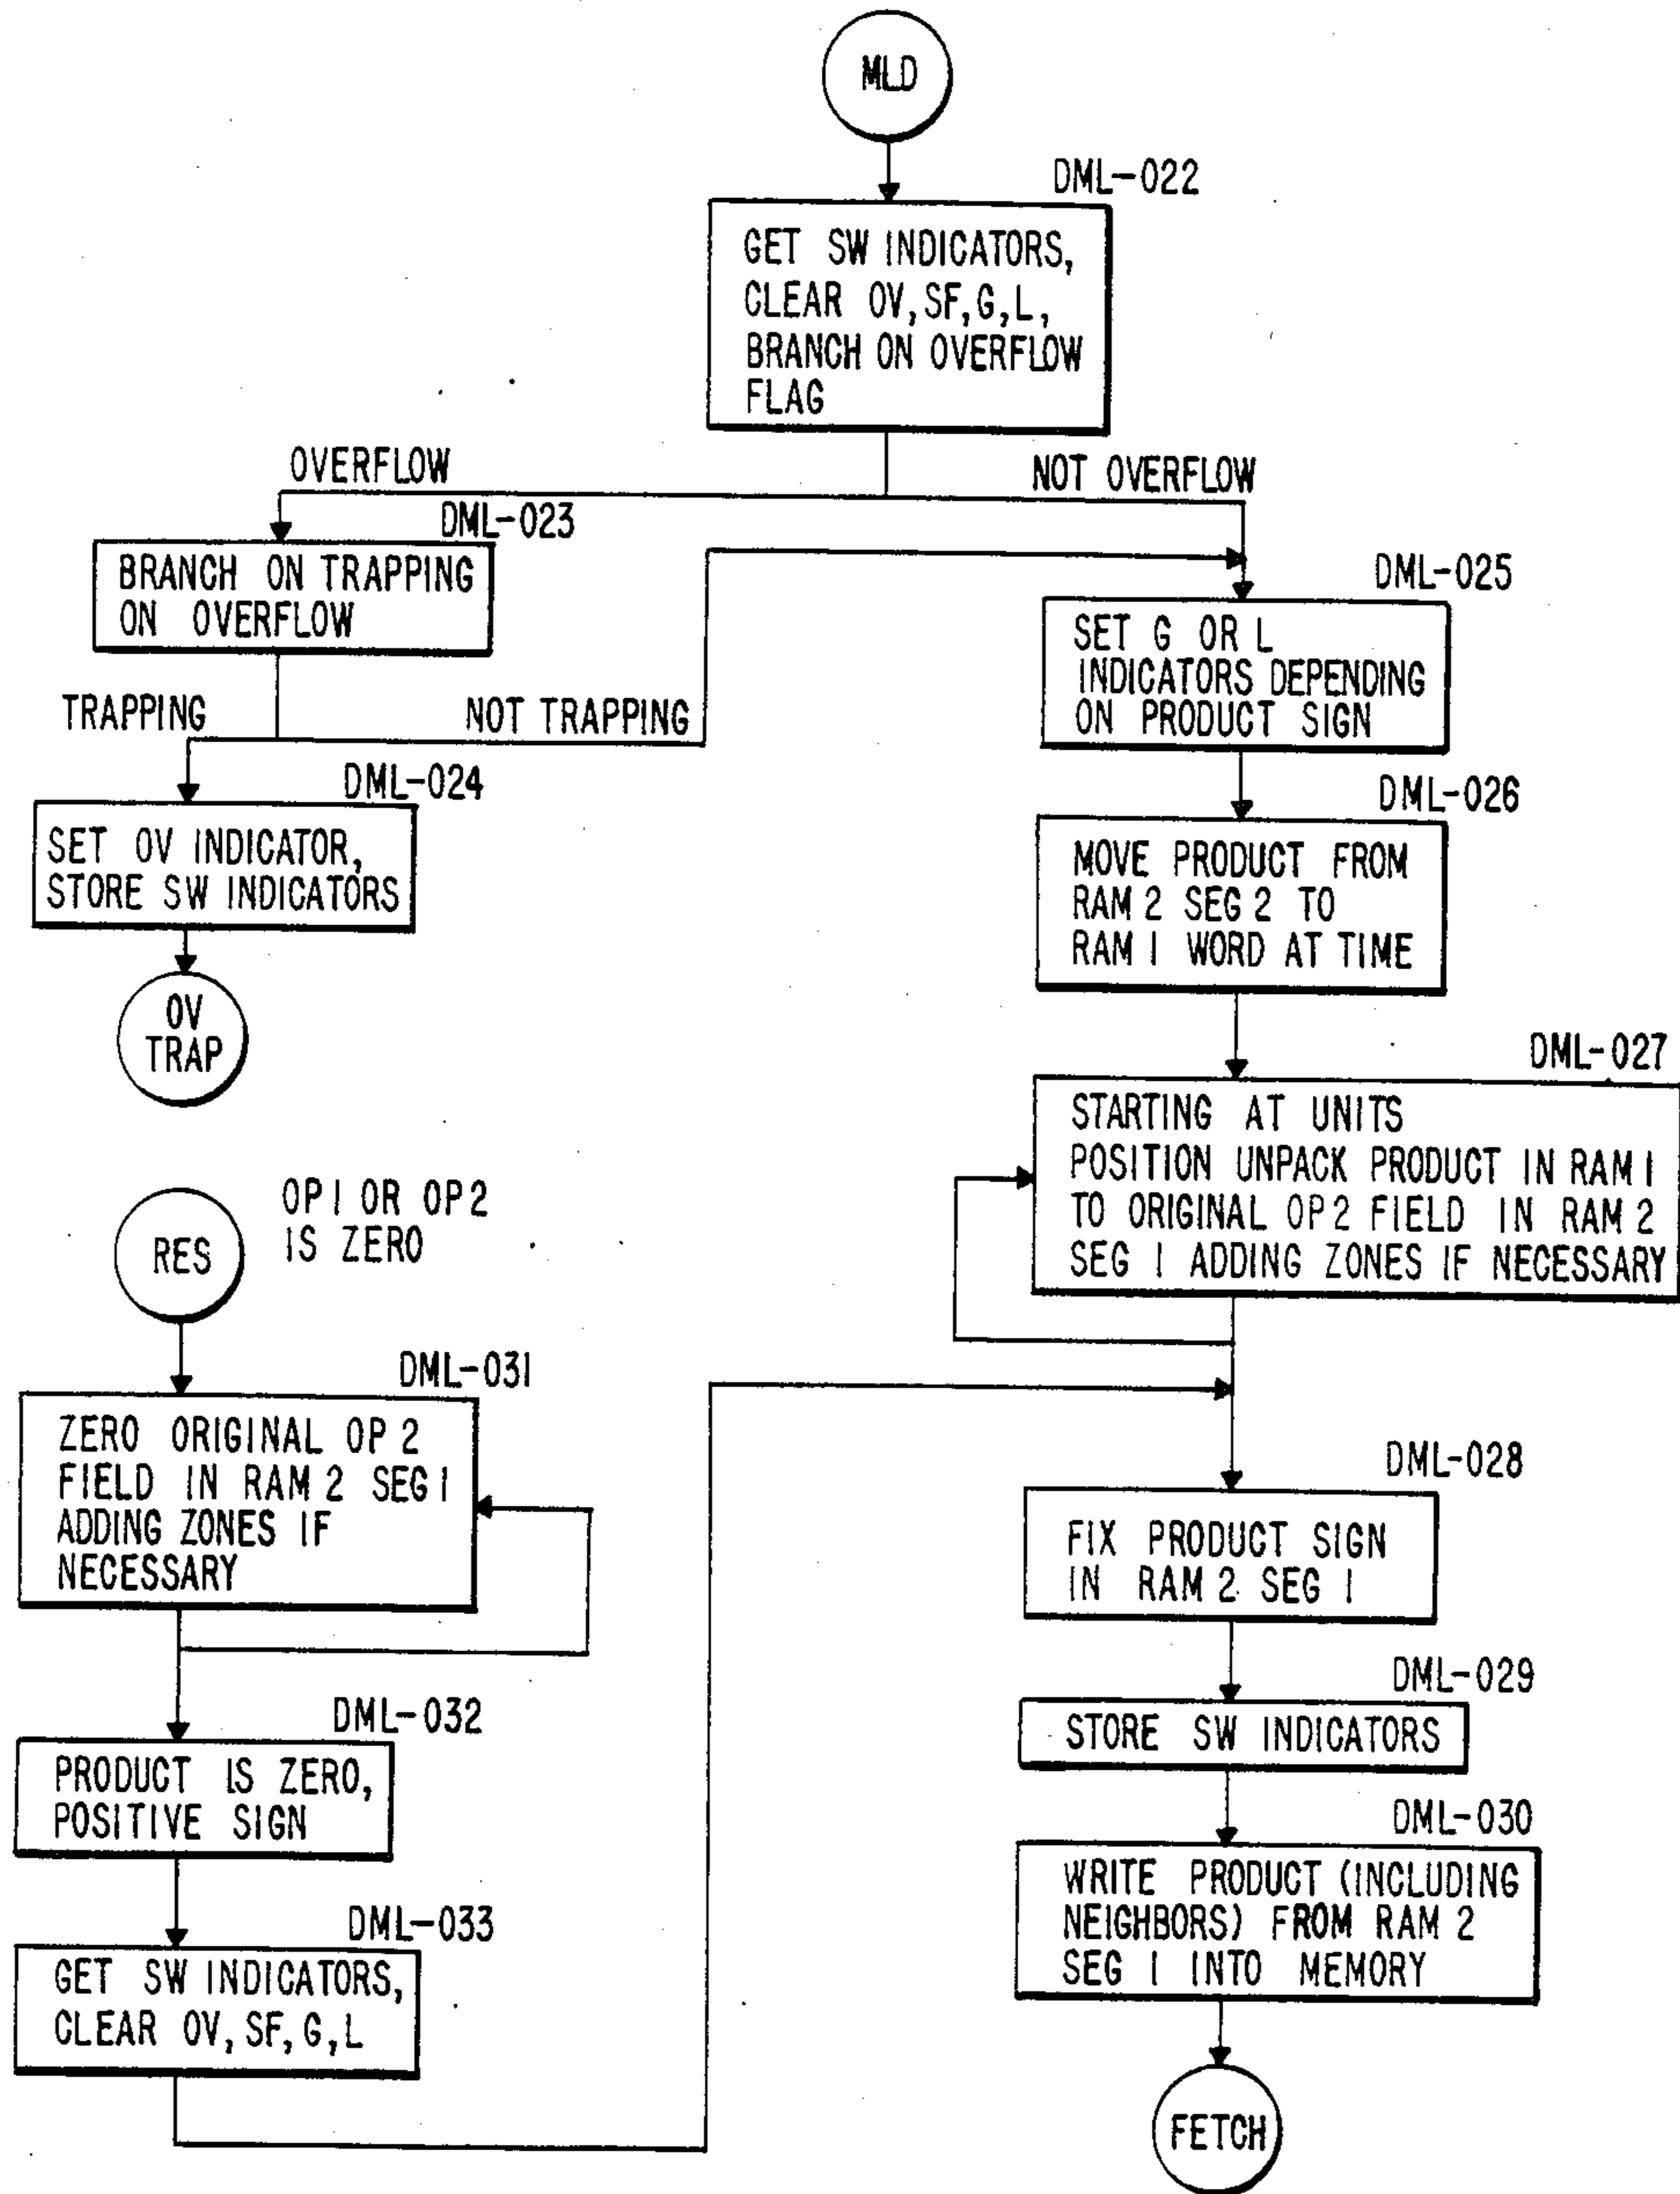 MLD
DML-022
GET SW INDICATORS,
CLEAR OV, SF, G, L,
BRANCH ON OVERFLOW
FLAG
OVERFLOW
NOT OVERFLOW
DML-023
BRANCH ON TRAPPING
ON OVERFLOW
TRAPPING
NOT TRAPPING
DML-024
SET OV INDICATOR,
STORE SW INDICATORS
OV
TRAP
DML-025
SET G OR L
INDICATORS DEPENDING
ON PRODUCT SIGN
DML-026
MOVE PRODUCT FROM
RAM 2 SEG 2 TO
RAM 1 WORD AT TIME
DML-027
STARTING AT UNITS
POSITION UNPACK PRODUCT IN RAM 1
TO ORIGINAL OP2 FIELD IN RAM 2
SEG 1 ADDING ZONES IF NECESSARY
RES
OP1 OR OP2
IS ZERO
DML-031
ZERO ORIGINAL OP 2
FIELD IN RAM 2 SEG 1
ADDING ZONES IF
NECESSARY
DML-032
PRODUCT IS ZERO,
POSITIVE SIGN
DML-033
GET SW INDICATORS,
CLEAR OV, SF, G, L
DML-028
FIX PRODUCT SIGN
IN RAM 2 SEG 1
DML-029
STORE SW INDICATORS
DML-030
WRITE PRODUCT (INCLUDING
NEIGHBORS) FROM RAM 2
SEG 1 INTO MEMORY
FETCH